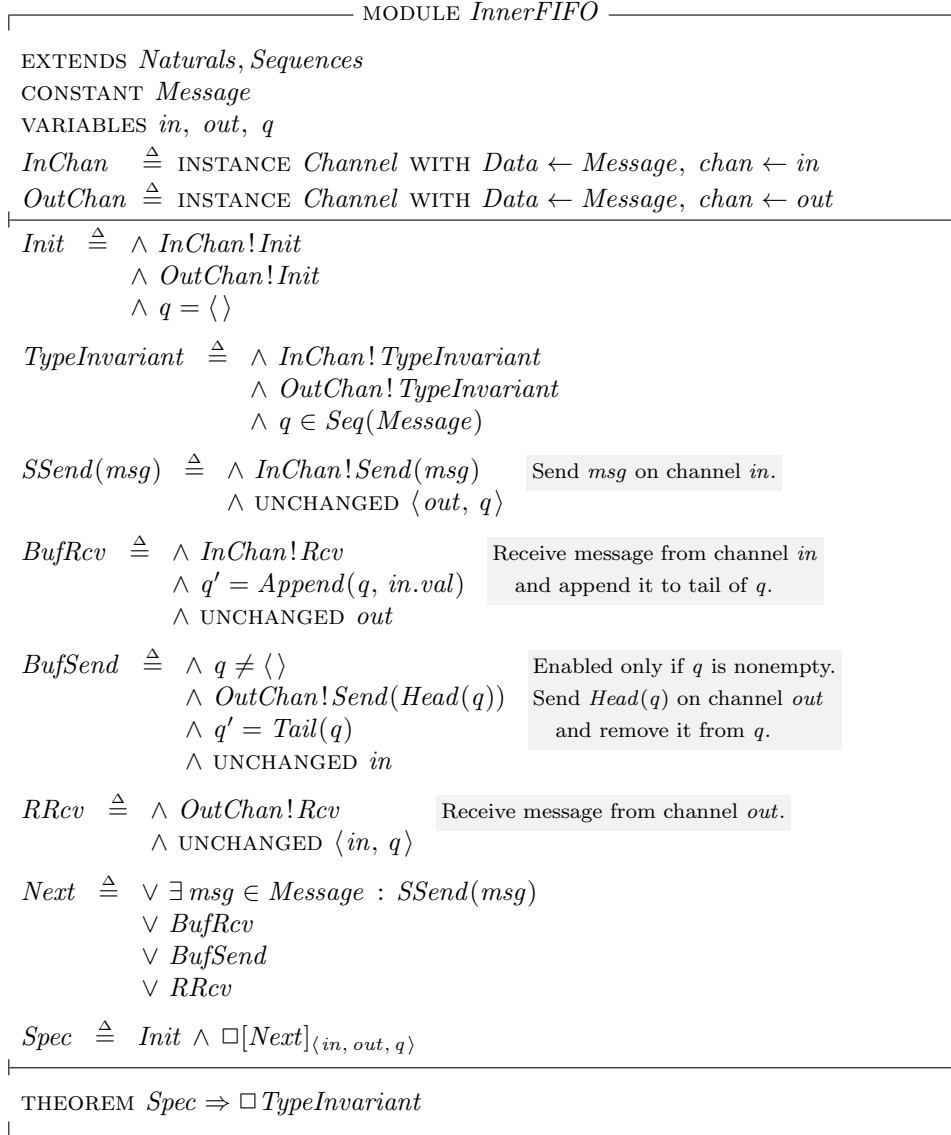 MODULE InnerFIFO
EXTENDS Naturals, Sequences
CONSTANT Message
VARIABLES in, out, q
InChan ≜ INSTANCE Channel WITH Data ← Message, chan ← in
OutChan ≜ INSTANCE Channel WITH Data ← Message, chan ← out
Init ≜ ∧ InChan!Init
∧ OutChan!Init
∧ q = ⟨ ⟩
TypeInvariant ≜ ∧ InChan!TypeInvariant
∧ OutChan!TypeInvariant
∧ q ∈ Seq(Message)
SSend(msg) ≜ ∧ InChan!Send(msg) Send msg on channel in.
∧ UNCHANGED ⟨out, q⟩
BufRcv ≜ ∧ InChan!Rcv Receive message from channel in
∧ q′ = Append(q, in.val) and append it to tail of q.
∧ UNCHANGED out
BufSend ≜ ∧ q ≠ ⟨ ⟩ Enabled only if q is nonempty.
∧ OutChan!Send(Head(q)) Send Head(q) on channel out
∧ q′ = Tail(q) and remove it from q.
∧ UNCHANGED in
RRcv ≜ ∧ OutChan!Rcv Receive message from channel out.
∧ UNCHANGED ⟨in, q⟩
Next ≜ ∨ ∃ msg ∈ Message : SSend(msg)
∨ BufRcv
∨ BufSend
∨ RRcv
Spec ≜ Init ∧ □[Next]⟨in, out, q⟩
THEOREM Spec ⇒ □TypeInvariant